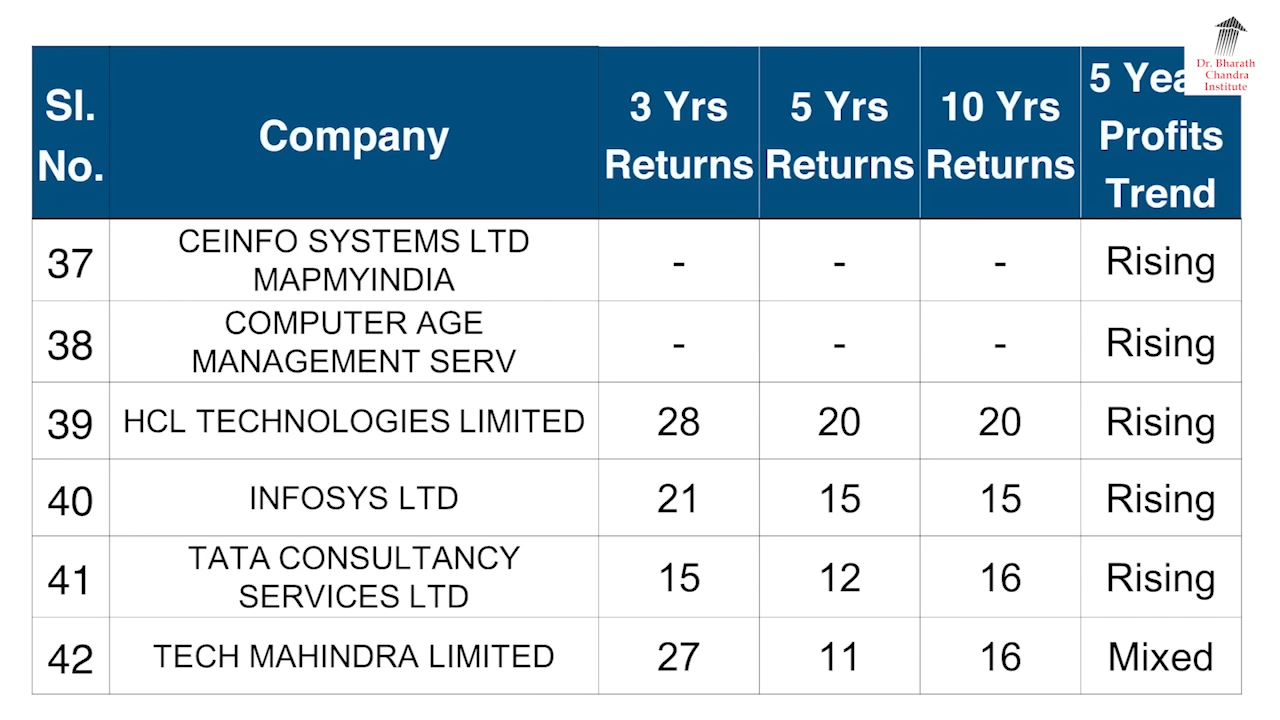 Dr. Bharath
Chandra
Institute
Sl.
No.
Company
3 Yrs
Returns
5 Yrs
Returns
10 Yrs
Returns
5
Profits
Trend
37
CEINFO SYSTEMS LTD
MAPMYINDIA
-
-
-
Rising
38
COMPUTER AGE
MANAGEMENT SERV
-
-
-
Rising
39
HCL TECHNOLOGIES LIMITED
28
20
20
Rising
40
INFOSYS LTD
21
15
15
Rising
41
TATA CONSULTANCY
SERVICES LTD
15
12
16
Rising
42
TECH MAHINDRA LIMITED
27
11
16
Mixed